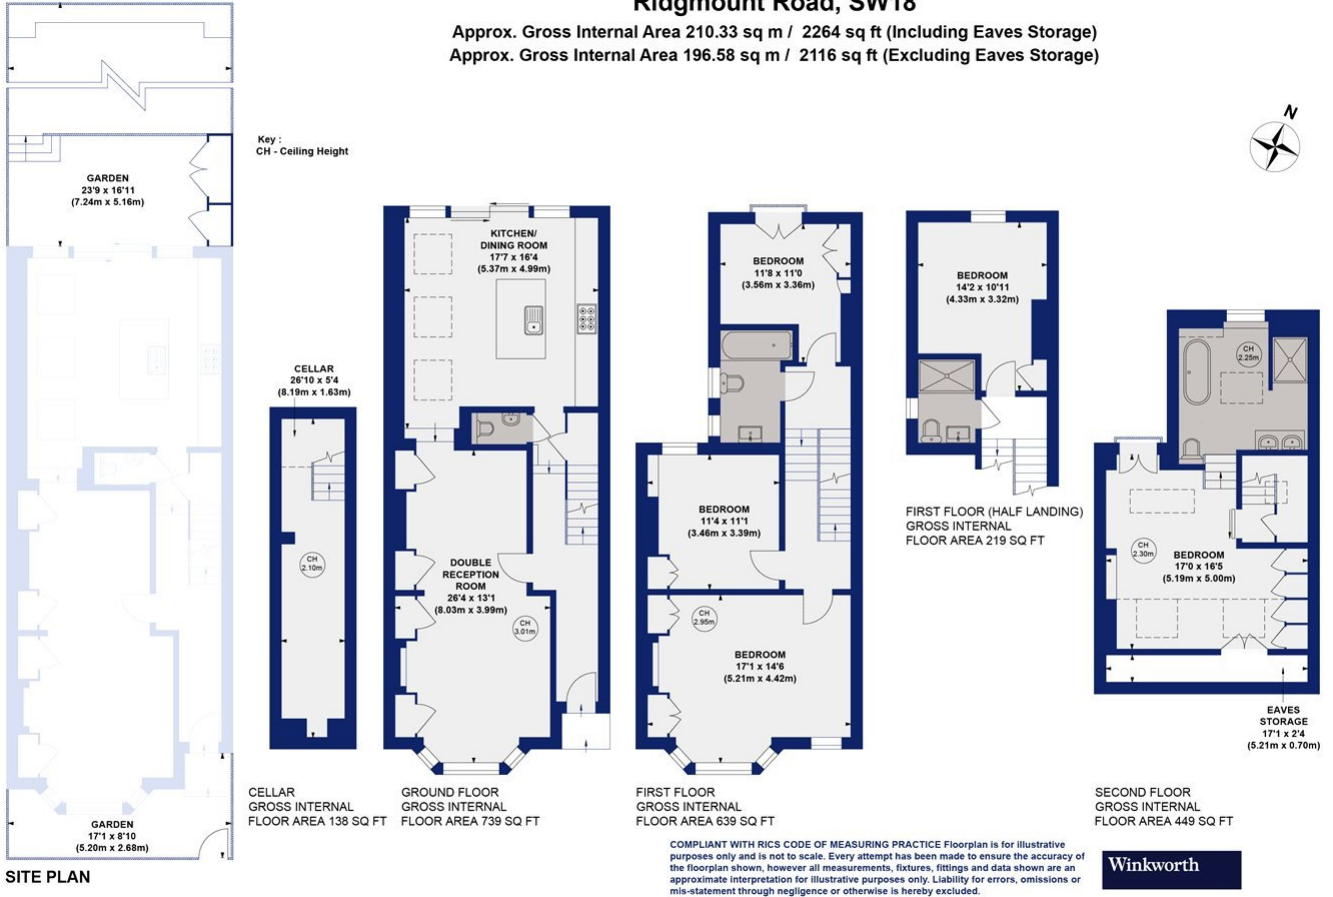 Ridgmount Road, SW18
Approx. Gross Internal Area 210.33 sq m / 2264 sq ft (Including Eaves Storage)
Approx. Gross Internal Area 196.58 sq m / 2116 sq ft (Excluding Eaves Storage)
N
Key :
CH - Ceiling Height
GARDEN
23'9 x 16'11
(7.24m x 5.16m)
GARDEN
17'1 x 8'10
(5.20m x 2.68m)
SITE PLAN
CELLAR
26'10 x 5'4
(8.19m x 1.63m)
CH
2.10m
CELLAR
GROSS INTERNAL
FLOOR AREA 138 SQ FT
KITCHEN/
DINING ROOM
17'7 x 16'4
(5.37m x 4.99m)
DOUBLE
RECEPTION
ROOM
26'4 x 13'1
(8.03m x 3.99m)
CH
3.01m
GROUND FLOOR
GROSS INTERNAL
FLOOR AREA 739 SQ FT
BEDROOM
11'8 x 11'0
(3.56m x 3.36m)
BEDROOM
11'4 x 11'1
(3.46m x 3.39m)
CH
2.95m
BEDROOM
17'1 x 14'6
(5.21m x 4.42m)
FIRST FLOOR
GROSS INTERNAL
FLOOR AREA 639 SQ FT
BEDROOM
14'2 x 10'11
(4.33m x 3.32m)
FIRST FLOOR (HALF LANDING)
GROSS INTERNAL
FLOOR AREA 219 SQ FT
CH
2.25m
CH
2.30m
BEDROOM
17'0 x 16'5
(5.19m x 5.00m)
EAVES
STORAGE
17'1 x 2'4
(5.21m x 0.70m)
SECOND FLOOR
GROSS INTERNAL
FLOOR AREA 449 SQ FT
COMPLIANT WITH RICS CODE OF MEASURING PRACTICE Floorplan is for illustrative
purposes only and is not to scale. Every attempt has been made to ensure the accuracy of
the floorplan shown, however all measurements, fixtures, fittings and data shown are an
approximate interpretation for illustrative purposes only. Liability for errors, omissions or
mis-statement through negligence or otherwise is hereby excluded.
Winkworth